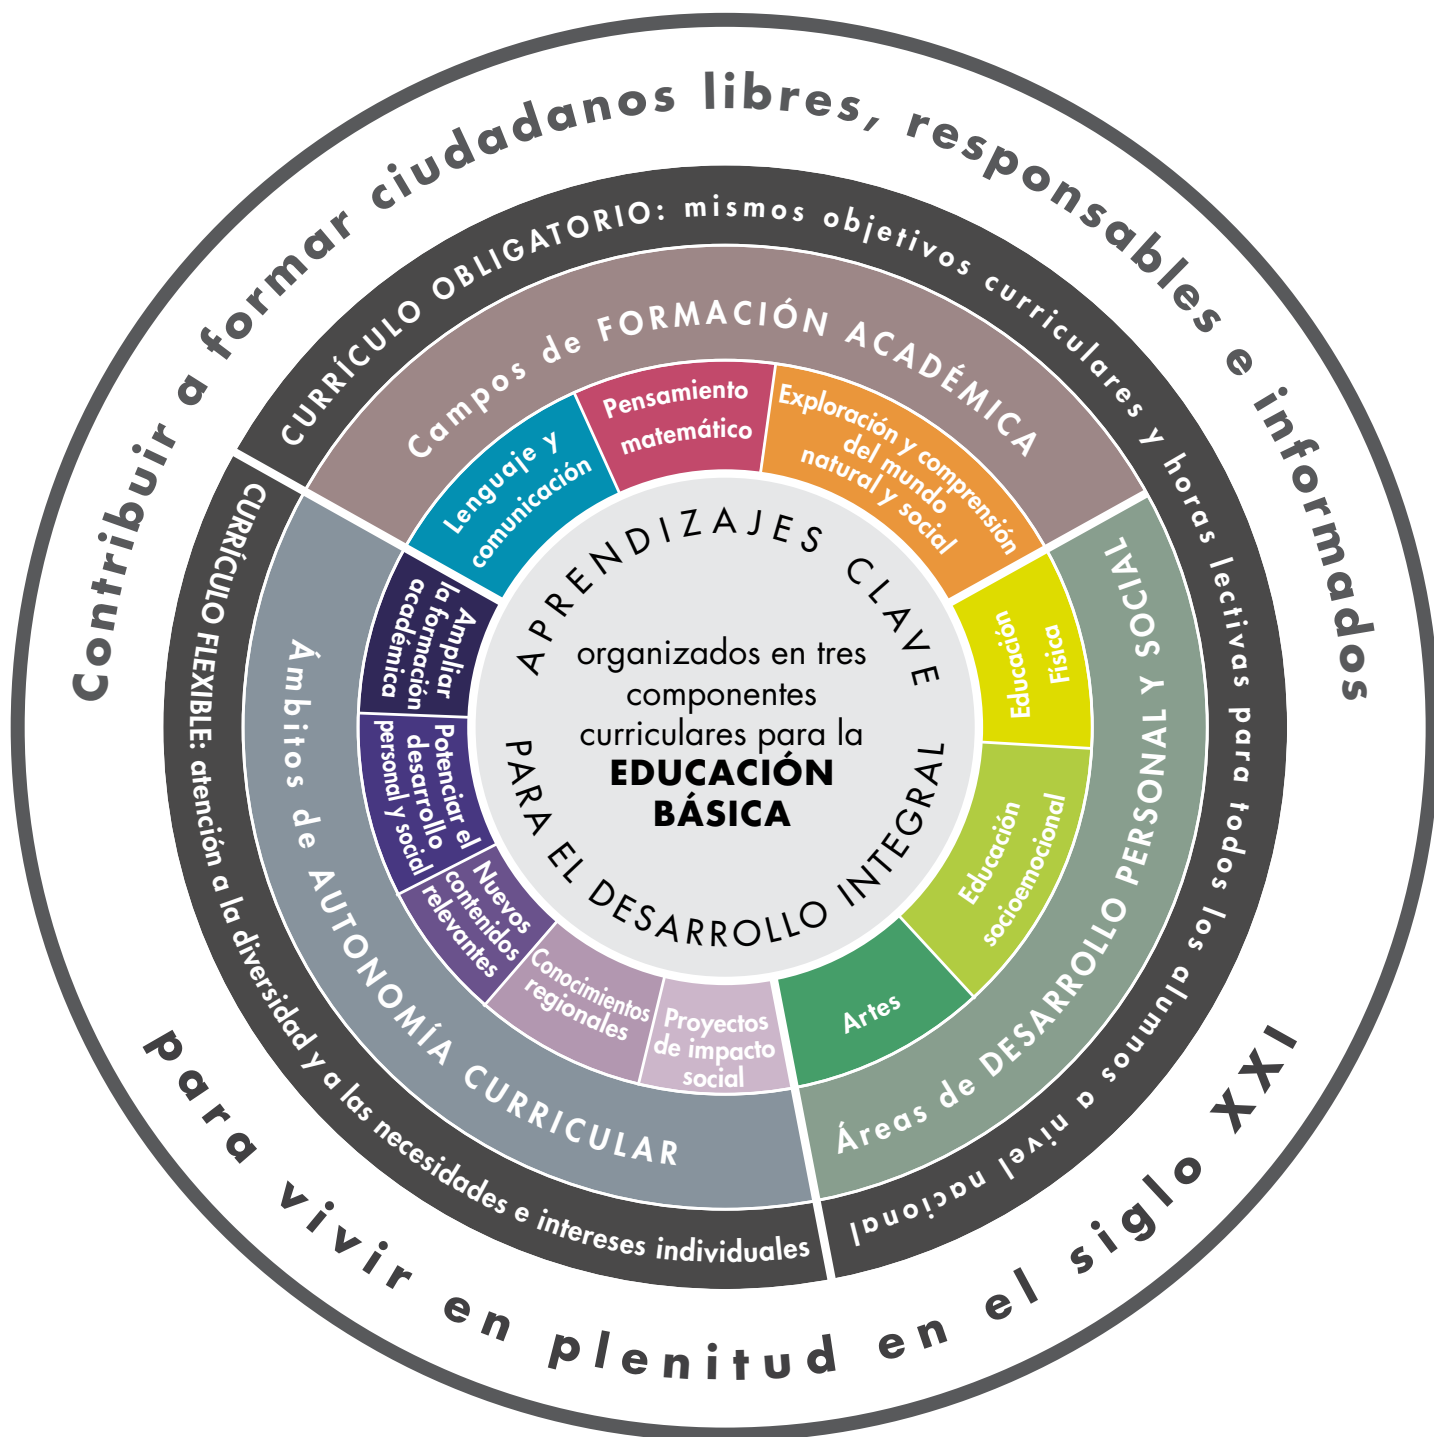 Contribuir a formar ciudadanos libres, responsables e informados
para vivir en plenitud en el siglo XXI
CURRÍCULO OBLIGATORIO: mismos objetivos curriculares y horas lectivas para todos los alumnos a nivel nacional
CURRÍCULO FLEXIBLE: atención a la diversidad y a las necesidades e intereses individuales
Campos de FORMACIÓN ACADÉMICA
Lenguaje y
comunicación
Pensamiento
matemático
Exploración y comprensión
del mundo
natural y social
Áreas de DESARROLLO PERSONAL Y SOCIAL
Educación
Física
Educación
socioemocional
Artes
Ámbitos de AUTONOMÍA CURRICULAR
Ampliar
la formación
académica
Potenciar el
desarrollo
personal y social
Nuevos
contenidos
relevantes
Conocimientos
regionales
Proyectos
de impacto
social
APRENDIZAJES CLAVE
PARA EL DESARROLLO INTEGRAL
organizados en tres
componentes
curriculares para la
EDUCACIÓN
BÁSICA